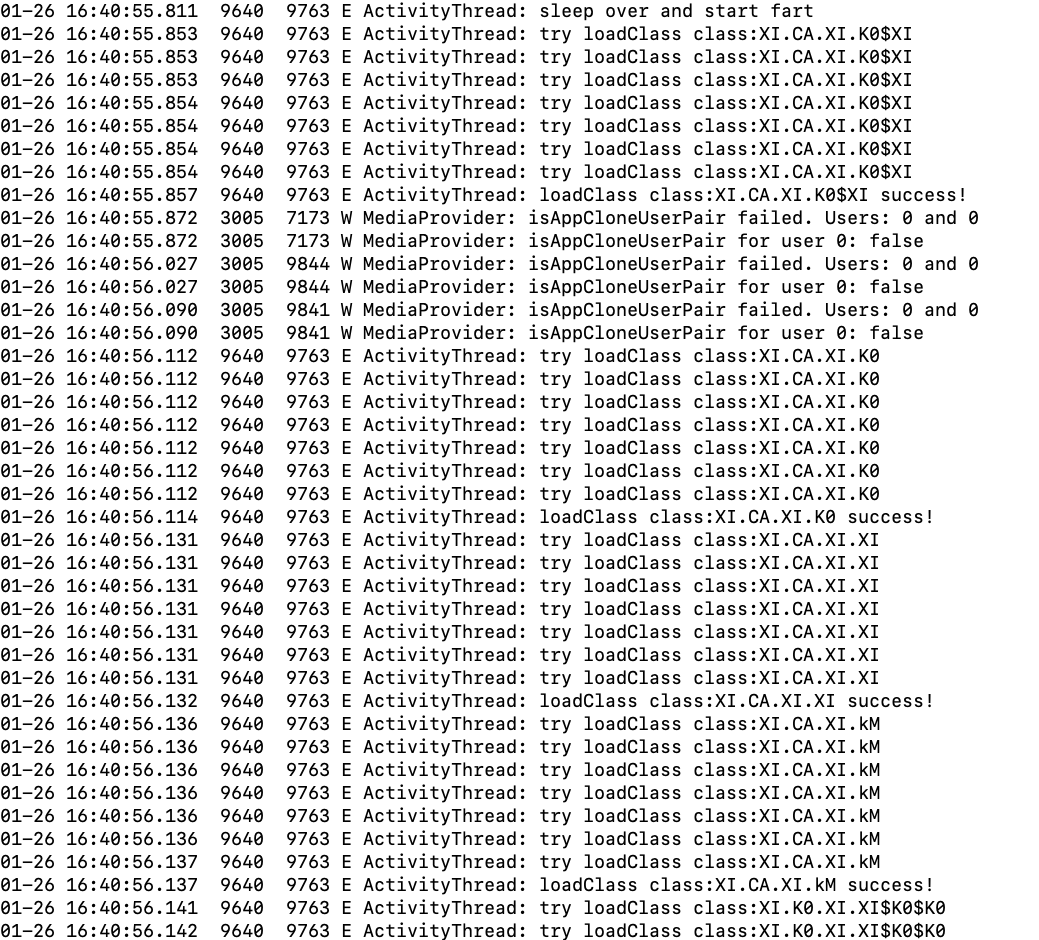 01-26 16:40:55.811  9640  9763 E ActivityThread: sleep over and start fart
01-26 16:40:55.853  9640  9763 E ActivityThread: try loadClass class:XI.CA.XI.K0$XI
01-26 16:40:55.853  9640  9763 E ActivityThread: try loadClass class:XI.CA.XI.K0$XI
01-26 16:40:55.853  9640  9763 E ActivityThread: try loadClass class:XI.CA.XI.K0$XI
01-26 16:40:55.854  9640  9763 E ActivityThread: try loadClass class:XI.CA.XI.K0$XI
01-26 16:40:55.854  9640  9763 E ActivityThread: try loadClass class:XI.CA.XI.K0$XI
01-26 16:40:55.854  9640  9763 E ActivityThread: try loadClass class:XI.CA.XI.K0$XI
01-26 16:40:55.854  9640  9763 E ActivityThread: try loadClass class:XI.CA.XI.K0$XI
01-26 16:40:55.857  9640  9763 E ActivityThread: loadClass class:XI.CA.XI.K0$XI success!
01-26 16:40:55.872  3005  7173 W MediaProvider: isAppCloneUserPair failed. Users: 0 and 0
01-26 16:40:55.872  3005  7173 W MediaProvider: isAppCloneUserPair for user 0: false
01-26 16:40:56.027  3005  9844 W MediaProvider: isAppCloneUserPair failed. Users: 0 and 0
01-26 16:40:56.027  3005  9844 W MediaProvider: isAppCloneUserPair for user 0: false
01-26 16:40:56.090  3005  9841 W MediaProvider: isAppCloneUserPair failed. Users: 0 and 0
01-26 16:40:56.090  3005  9841 W MediaProvider: isAppCloneUserPair for user 0: false
01-26 16:40:56.112  9640  9763 E ActivityThread: try loadClass class:XI.CA.XI.K0
01-26 16:40:56.112  9640  9763 E ActivityThread: try loadClass class:XI.CA.XI.K0
01-26 16:40:56.112  9640  9763 E ActivityThread: try loadClass class:XI.CA.XI.K0
01-26 16:40:56.112  9640  9763 E ActivityThread: try loadClass class:XI.CA.XI.K0
01-26 16:40:56.112  9640  9763 E ActivityThread: try loadClass class:XI.CA.XI.K0
01-26 16:40:56.112  9640  9763 E ActivityThread: try loadClass class:XI.CA.XI.K0
01-26 16:40:56.112  9640  9763 E ActivityThread: try loadClass class:XI.CA.XI.K0
01-26 16:40:56.114  9640  9763 E ActivityThread: loadClass class:XI.CA.XI.K0 success!
01-26 16:40:56.131  9640  9763 E ActivityThread: try loadClass class:XI.CA.XI.XI
01-26 16:40:56.131  9640  9763 E ActivityThread: try loadClass class:XI.CA.XI.XI
01-26 16:40:56.131  9640  9763 E ActivityThread: try loadClass class:XI.CA.XI.XI
01-26 16:40:56.131  9640  9763 E ActivityThread: try loadClass class:XI.CA.XI.XI
01-26 16:40:56.131  9640  9763 E ActivityThread: try loadClass class:XI.CA.XI.XI
01-26 16:40:56.131  9640  9763 E ActivityThread: try loadClass class:XI.CA.XI.XI
01-26 16:40:56.131  9640  9763 E ActivityThread: try loadClass class:XI.CA.XI.XI
01-26 16:40:56.132  9640  9763 E ActivityThread: loadClass class:XI.CA.XI.XI success!
01-26 16:40:56.136  9640  9763 E ActivityThread: try loadClass class:XI.CA.XI.kM
01-26 16:40:56.136  9640  9763 E ActivityThread: try loadClass class:XI.CA.XI.kM
01-26 16:40:56.136  9640  9763 E ActivityThread: try loadClass class:XI.CA.XI.kM
01-26 16:40:56.136  9640  9763 E ActivityThread: try loadClass class:XI.CA.XI.kM
01-26 16:40:56.136  9640  9763 E ActivityThread: try loadClass class:XI.CA.XI.kM
01-26 16:40:56.136  9640  9763 E ActivityThread: try loadClass class:XI.CA.XI.kM
01-26 16:40:56.137  9640  9763 E ActivityThread: try loadClass class:XI.CA.XI.kM
01-26 16:40:56.137  9640  9763 E ActivityThread: loadClass class:XI.CA.XI.kM success!
01-26 16:40:56.141  9640  9763 E ActivityThread: try loadClass class:XI.K0.XI.XI$K0$K0
01-26 16:40:56.142  9640  9763 E ActivityThread: try loadClass class:XI.K0.XI.XI$K0$K0